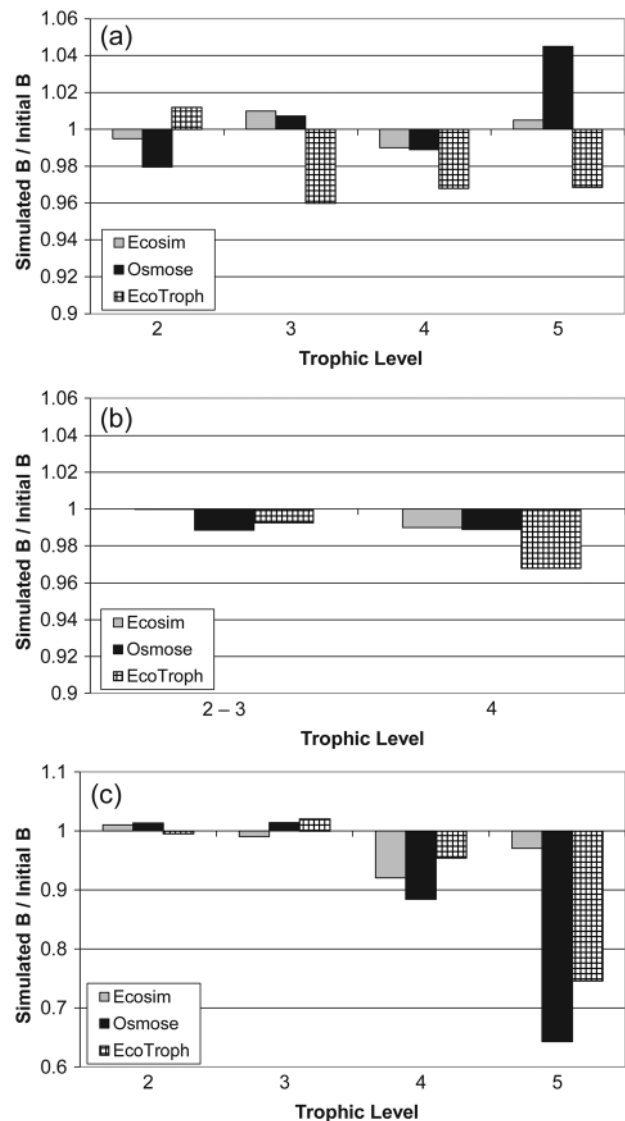 (a)
Simulated B / Initial B
1.06
1.04
1.02
1
0.98
0.96
0.94
0.92
0.9
Ecosim
Osmose
EcoTroph
2 3 4 5
Trophic Level
(b)
Simulated B / Initial B
1.06
1.04
1.02
1
0.98
0.96
0.94
0.92
0.9
Ecosim
Osmose
EcoTroph
2 – 3 4
Trophic Level
(c)
Simulated B / Initial B
1.1
1
0.9
0.8
0.7
0.6
Ecosim
Osmose
EcoTroph
2 3 4 5
Trophic Level